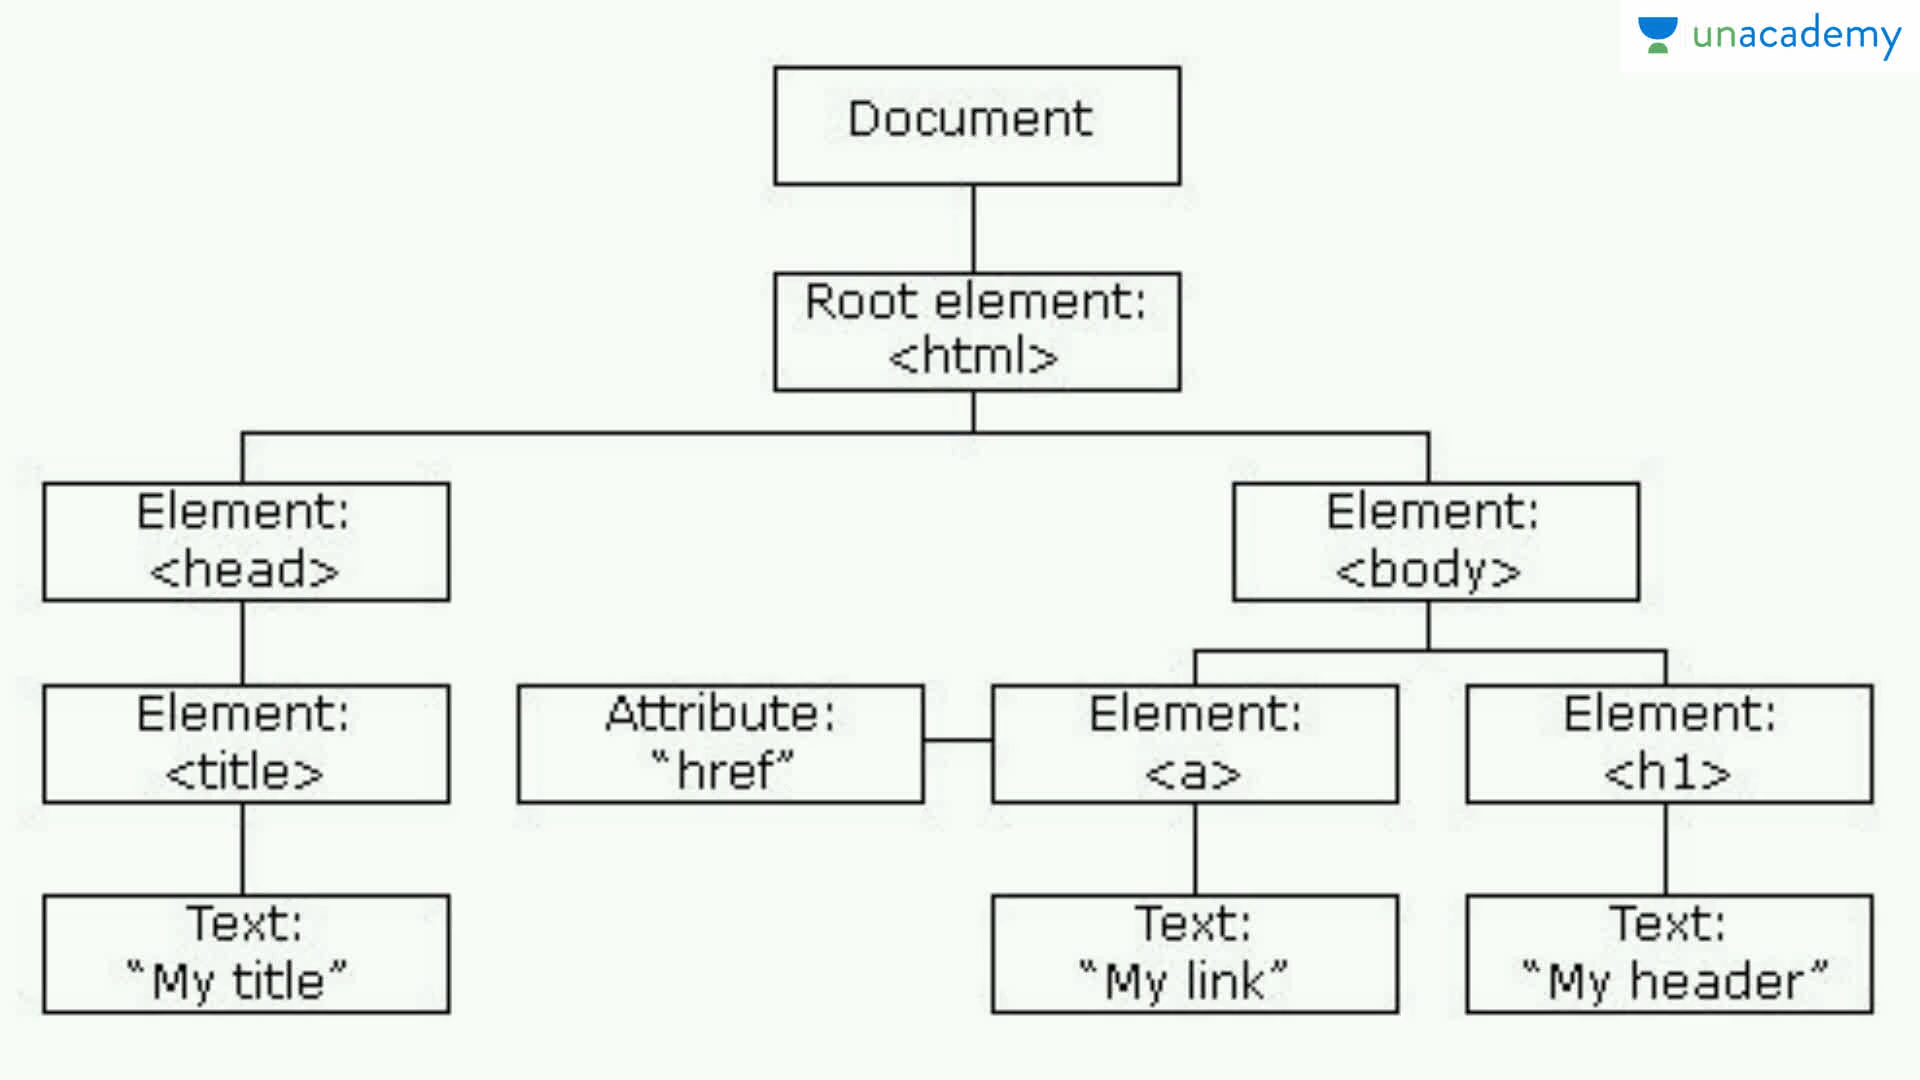 unacademy
Document
Root element:
<html>
Element:
<head>
Element:
<body>
Element:
<title>
Attribute:
“href”
Element:
<a>
Element:
<h1>
Text:
“My title”
Text:
“My link”
Text:
“My header”